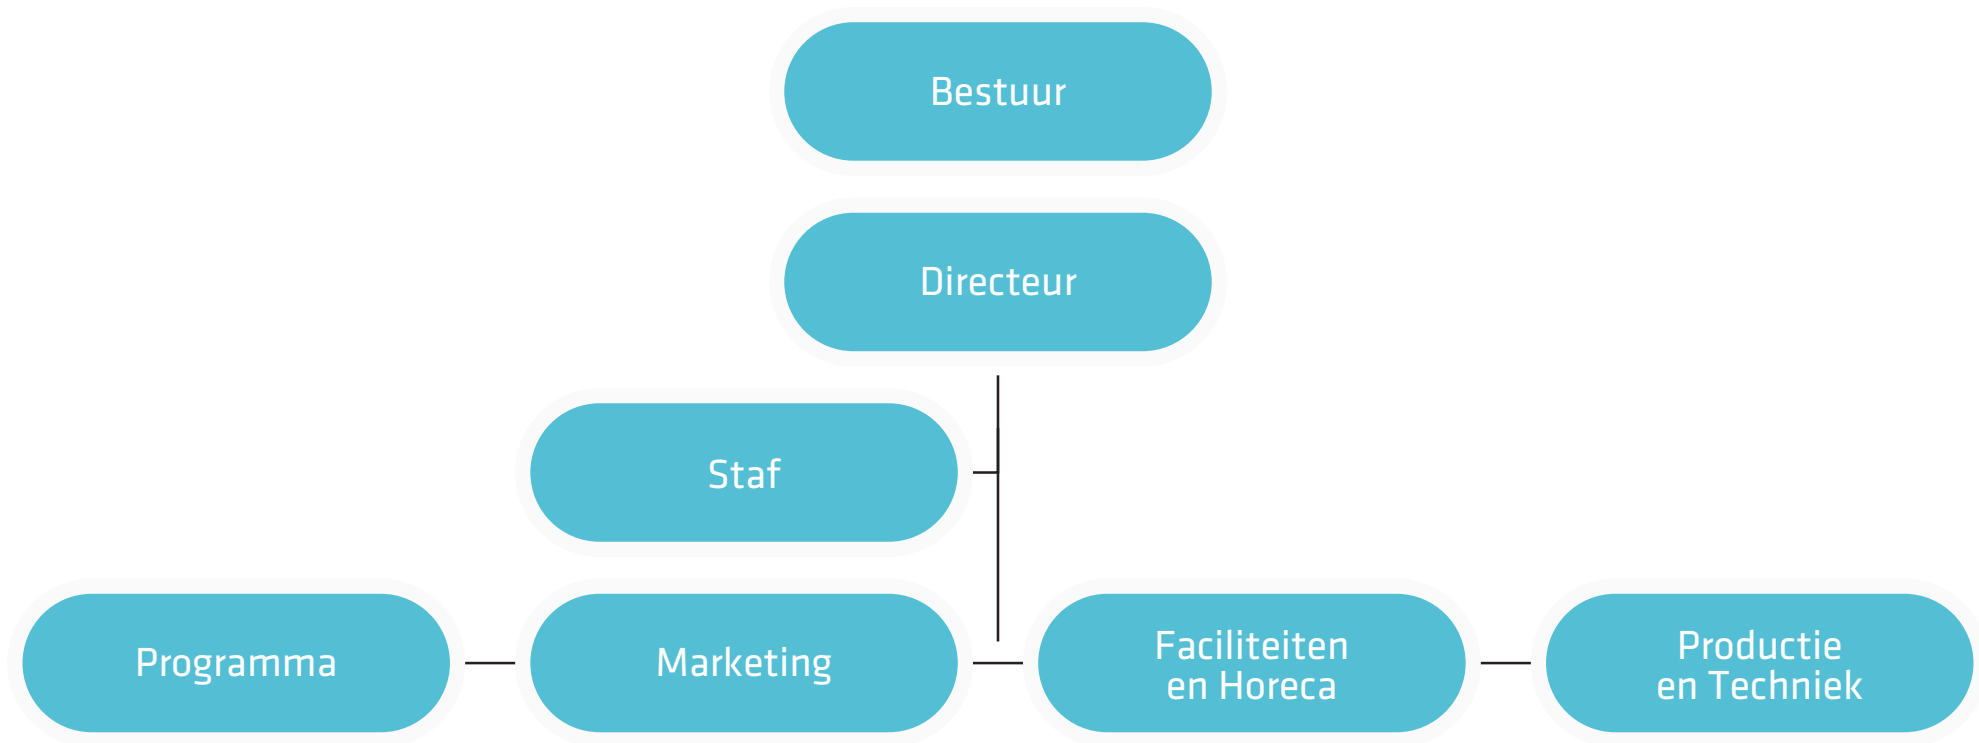 Bestuur
Directeur
Staf
Programma
Marketing
Faciliteiten
en Horeca
Productie
en Techniek